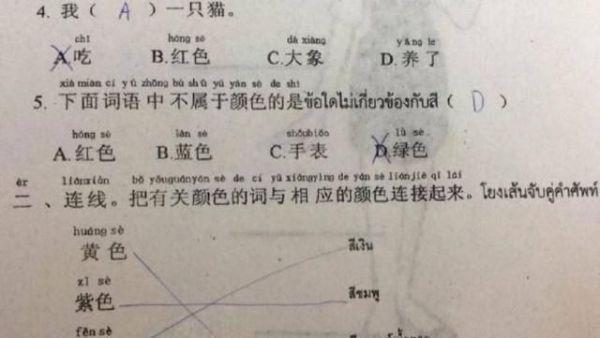 4. 我（ A ）一只猫。
chī hóng sè dà xiàng yǎng le
A.吃 B.红色 C.大象 D.养了
xià miàn cí yǔ zhōng bù shǔ yú yán sè de shì
5. 下面词语中不属于颜色的是ข้อใดไม่เกี่ยวข้องกับสี（ D ）
hóng sè lán sè shǒubiǎo lǜ sè
A.红色 B.蓝色 C.手表 D.绿色
èr liánxiàn bǎ yǒuguānyán sè de cí yǔ xiāngyìng de yán sè liánjiē qǐ lái
二、连线。把有关颜色的词与相应的颜色连接起来。โยงเส้นจับคู่คำศัพท์
huáng sè
黄色 สีเงิน
zǐ sè
紫色 สีชมพู
fěn sè